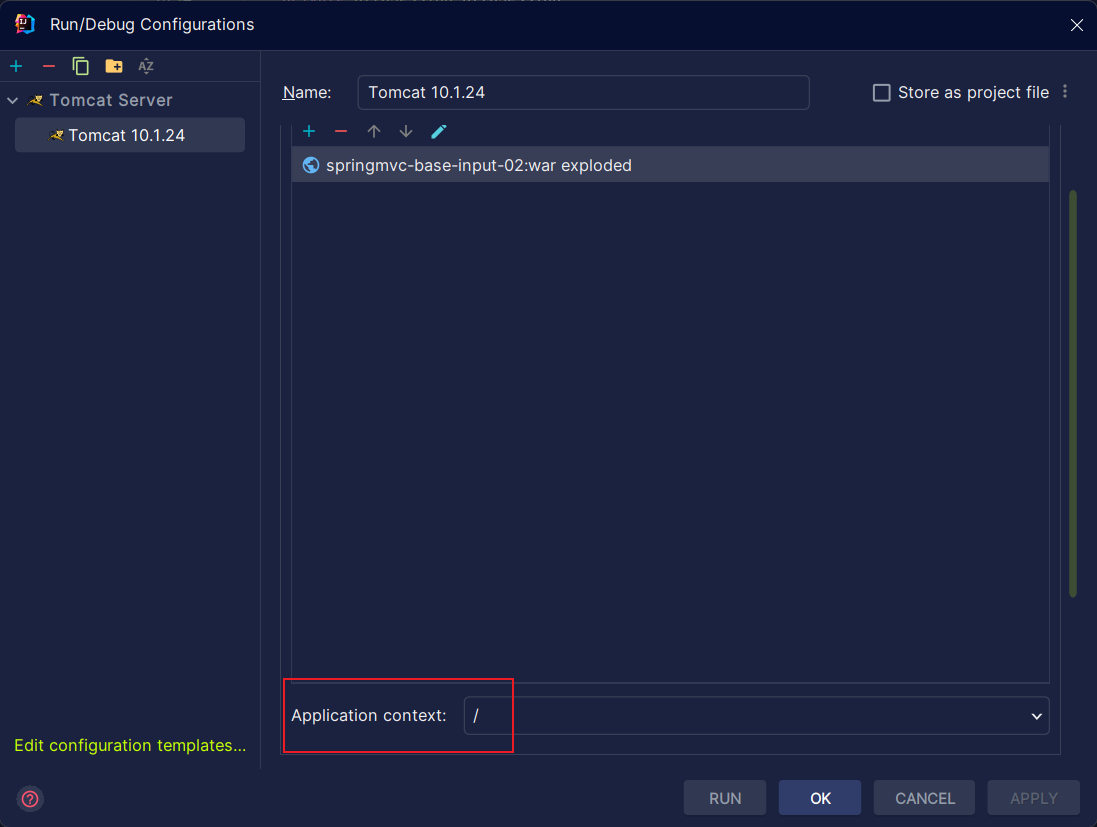 Run/Debug Configurations
Tomcat Server
Tomcat 10.1.24
Edit configuration templates...
Name:
Tomcat 10.1.24
Store as project file
springmvc-base-input-02:war exploded
Application context:
/
RUN
OK
CANCEL
APPLY